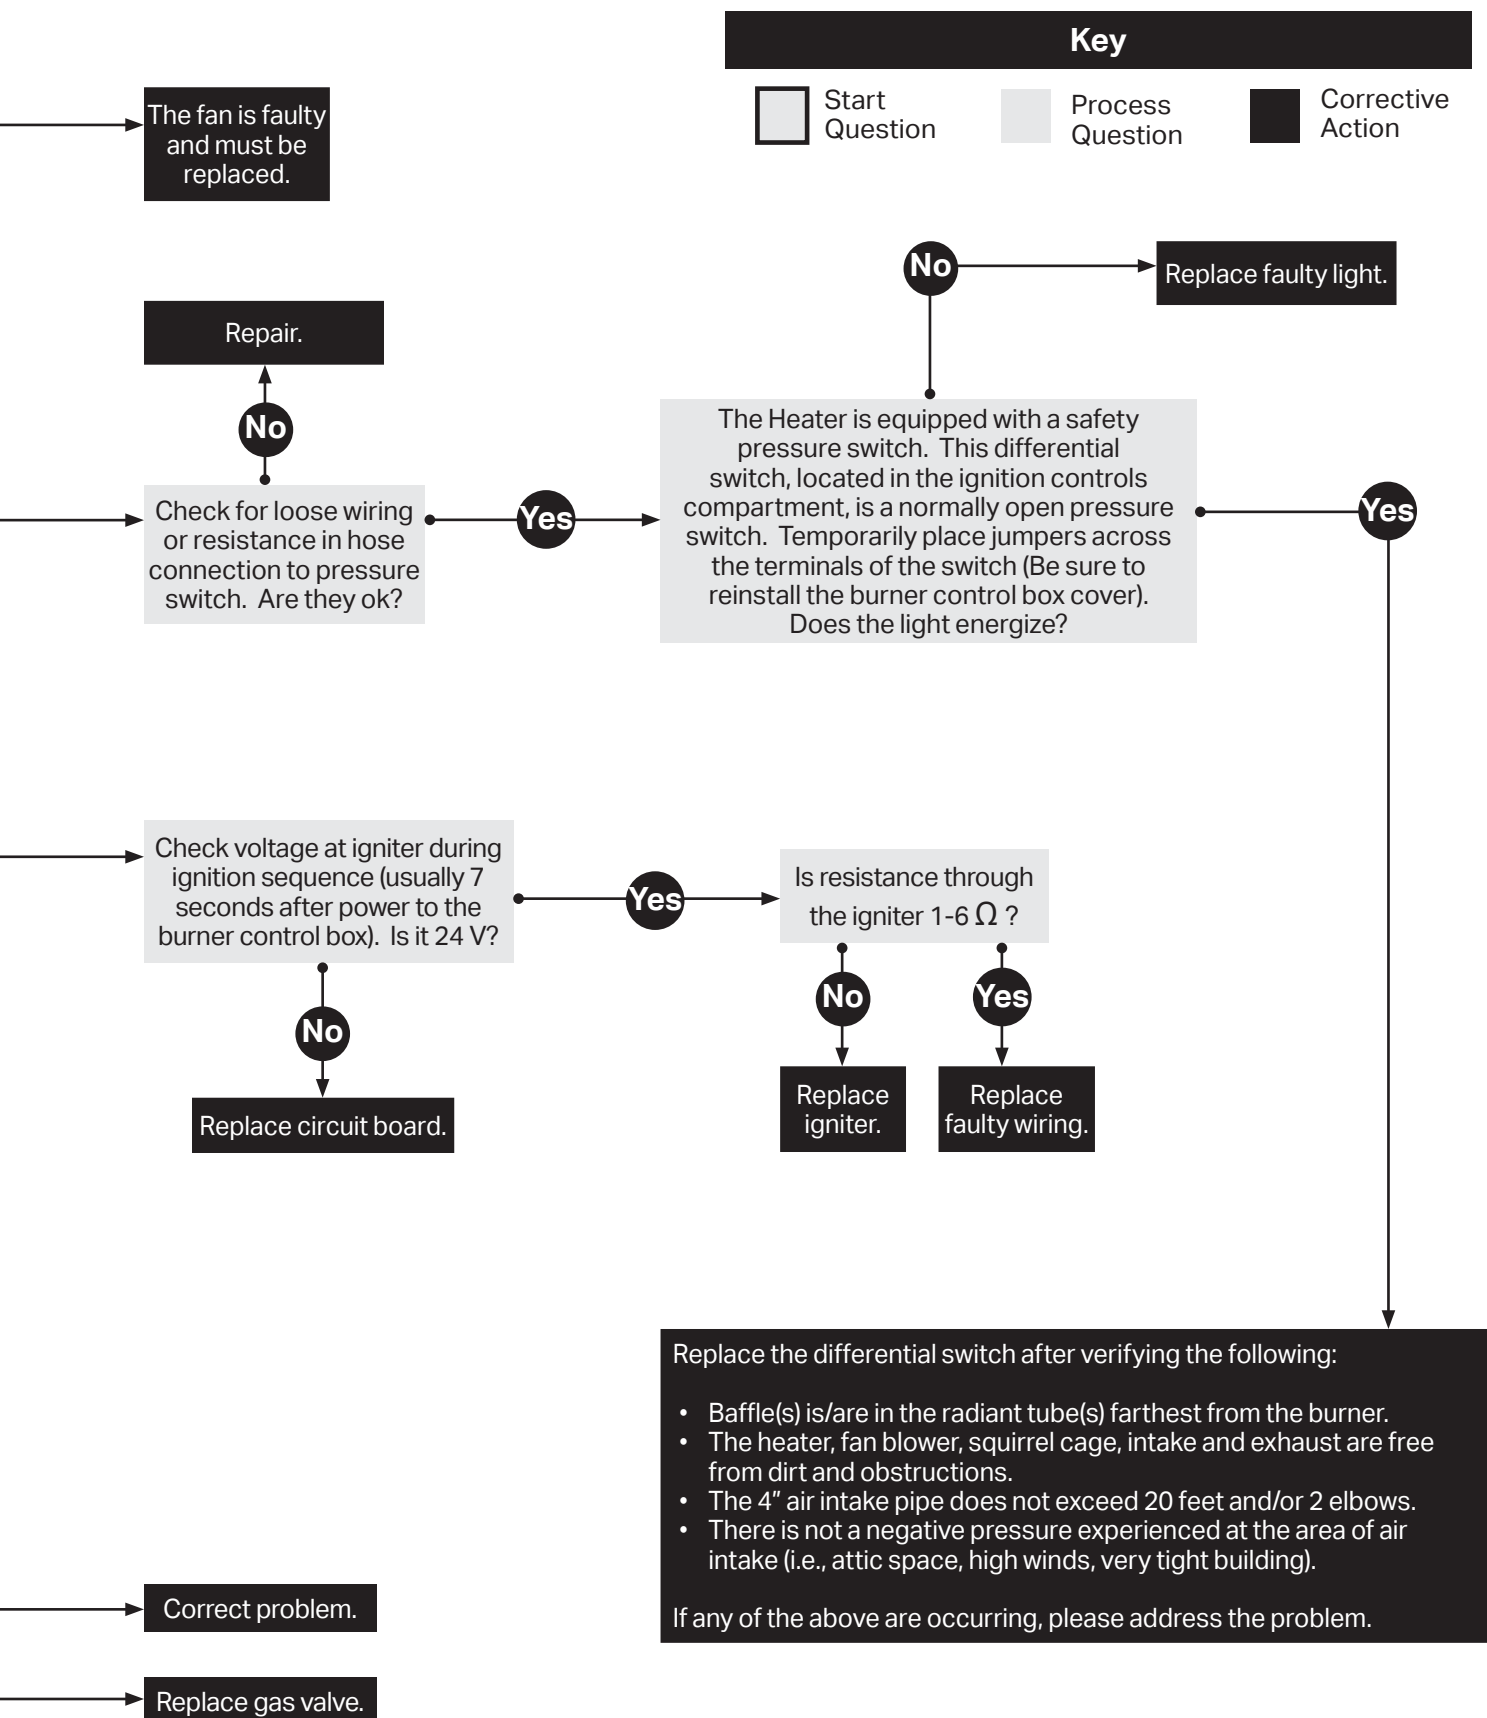 Key
Start
Question
Process
Question
Corrective
Action
The fan is faulty
and must be
replaced.
No
Replace faulty light.
Repair.
No
Check for loose wiring
or resistance in hose
connection to pressure
switch.  Are they ok?
Yes
The Heater is equipped with a safety
pressure switch.  This differential
switch, located in the ignition controls
compartment, is a normally open pressure
switch.  Temporarily place jumpers across
the terminals of the switch (Be sure to
reinstall the burner control box cover).
Does the light energize?
Yes
Check voltage at igniter during
ignition sequence (usually 7
seconds after power to the
burner control box).  Is it 24 V?
Yes
Is resistance through
the igniter 1-6 Ω ?
No
Replace circuit board.
No
Replace
igniter.
Yes
Replace
faulty wiring.
Replace the differential switch after verifying the following:
• Baffle(s) is/are in the radiant tube(s) farthest from the burner.
• The heater, fan blower, squirrel cage, intake and exhaust are free
from dirt and obstructions.
• The 4" air intake pipe does not exceed 20 feet and/or 2 elbows.
• There is not a negative pressure experienced at the area of air
intake (i.e., attic space, high winds, very tight building).
If any of the above are occurring, please address the problem.
Correct problem.
Replace gas valve.